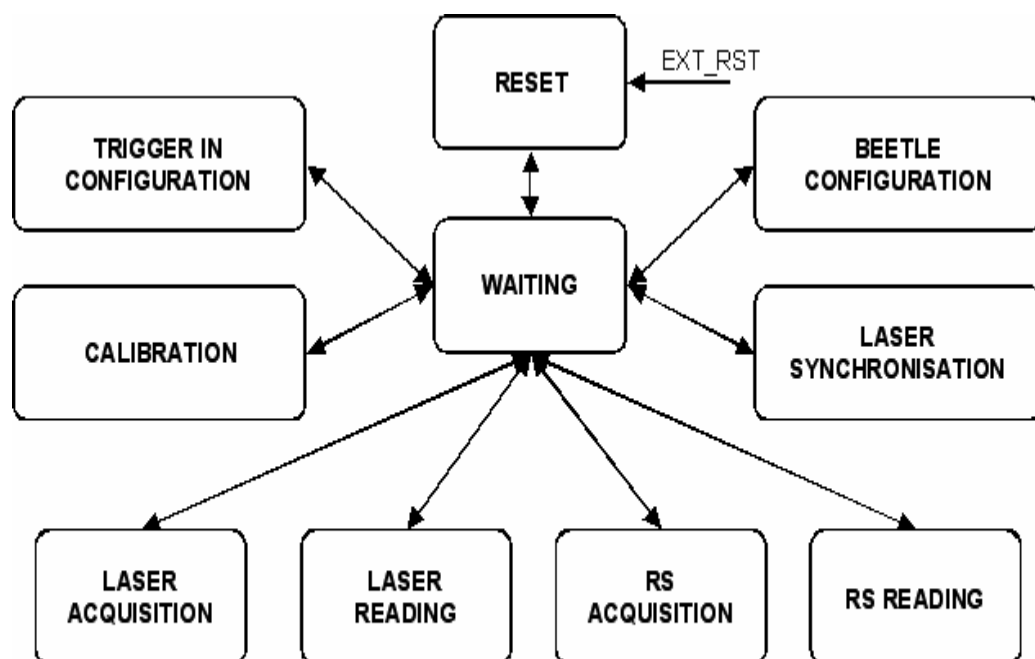 RESET
EXT_RST
TRIGGER IN
CONFIGURATION
BEETLE
CONFIGURATION
WAITING
CALIBRATION
LASER
SYNCHRONISATION
LASER
ACQUISITION
LASER
READING
RS
ACQUISITION
RS READING